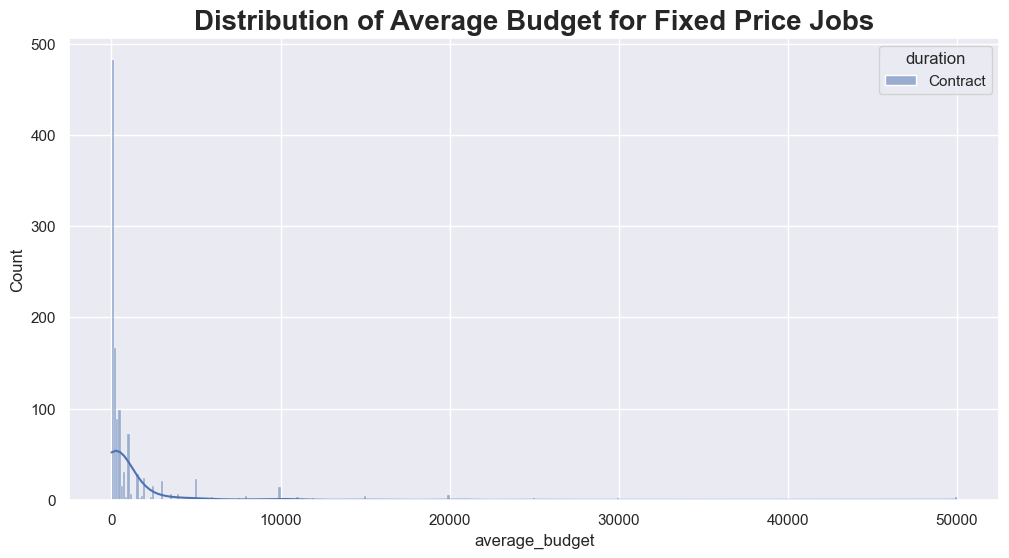 Distribution of Average Budget for Fixed Price Jobs
500
400
300
200
100
0
Count
duration
Contract
0 10000 20000 30000 40000 50000
average_budget